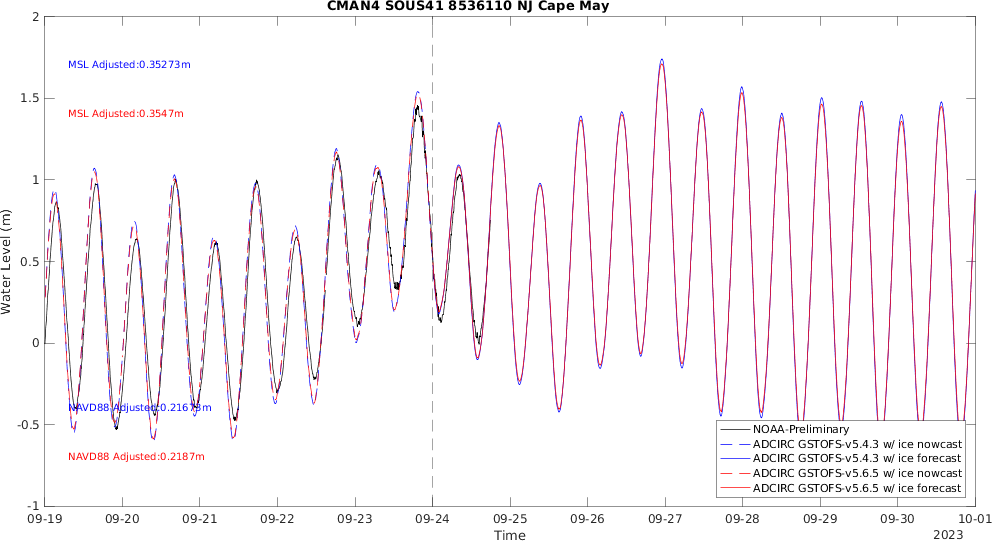 CMAN4 SOUS41 8536110 NJ Cape May
2
1.5
1
0.5
0
-0.5
-1
Water Level (m)
MSL Adjusted:0.35273m
MSL Adjusted:0.3547m
NAVD88 Adjusted:0.21673m
NAVD88 Adjusted:0.2187m
NOAA-Preliminary
ADCIRC GSTOFS-v5.4.3 w/ ice nowcast
ADCIRC GSTOFS-v5.4.3 w/ ice forecast
ADCIRC GSTOFS-v5.6.5 w/ ice nowcast
ADCIRC GSTOFS-v5.6.5 w/ ice forecast
09-19 09-20 09-21 09-22 09-23 09-24 09-25 09-26 09-27 09-28 09-29 09-30 10-01
Time
2023